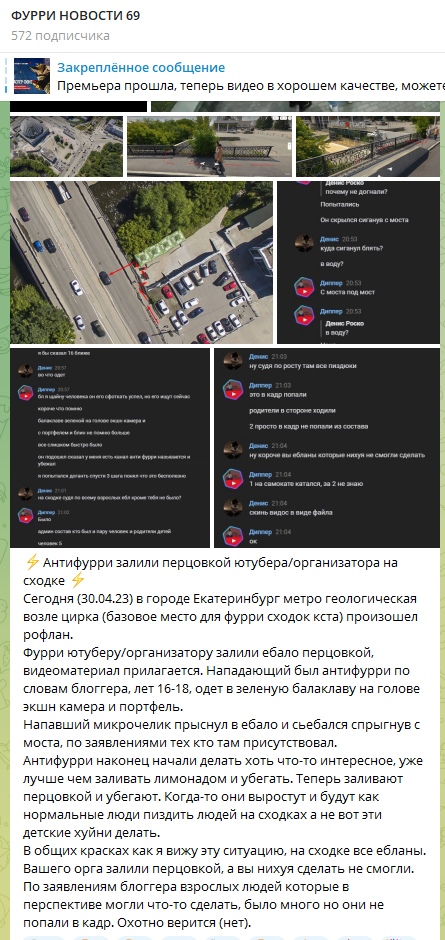 ФУРРИ НОВОСТИ 69
572 подписчика
Закреплённое сообщение
Премьера прошла, теперь видео в хорошем качестве, можете
Денис Роско
почему не догнали?
Попытались
Он скрылся сиганув с моста
Денис 20:53
куда сиганул блять?
в воду?
Диппер 20:53
С моста под мост
Диппер 20:53
Денис Роско
в воду?
и бы сказал 16 ближе
Денис 20:57
во что одет
Диппер 20:57
короче что помню
балаклаве зеленой на голове экшн камера и
с портфелем и блин не помню больше
все слишком быстро было
он подошел сказал у меня есть канал анти фурри называется и
убежал
я попытался догнать спустя 2 шага понял что это бесполезно
Денис 21:01
на сходке судя по всему взрослых ебл кроме тебя не было?
Диппер 21:02
Было
админ состав кто был и пару человек и родители детей
человек 5
Денис 21:03
ну судя по росту там все пиздюки
Диппер 21:03
это в кадр попали
родители в стороне ходили
2 просто в кадр не попали из состава
Денис 21:04
ну короче вы ебланы которые нихуя не смогли сделать
Диппер 21:04
1 на самокате катался, за 2 не знаю
Денис 21:04
скинь видос в виде файла
Диппер 21:04
ок
⚡ Антифурри залили перцовкой ютубера/организатора на
сходке ⚡
Сегодня (30.04.23) в городе Екатеринбург метро геологическая
возле цирка (базовое место для фурри сходок кста) произошел
рофлан.
Фурри ютуберу/организатору залили ебало перцовкой,
видеоматериал прилагается. Нападающий был антифурри по
словам блоггера, лет 16-18, одет в зеленую балаклаву на голове
экшн камера и портфель.
Напавший микрочелик прыснул в ебало и сьебался спрыгнув с
моста, по заявлениями тех кто там присутствовал.
Антифурри наконец начали делать хоть что-то интересное, уже
лучше чем заливать лимонадом и убегать. Теперь заливают
перцовкой и убегают. Когда-то они вырostут и будут как
нормальные люди пиздить людей на сходках а не вот эти
детские хуйни делать.
В общих красках как я вижу эту ситуацию, на сходке все ебланы.
Вашего орга залили перцовкой, а вы нихуя сделать не смогли.
По заявлениям блоггера взрослых людей которые в
перспективе могли что-то сделать, было много но они не
попали в кадр. Охотно верится (нет).